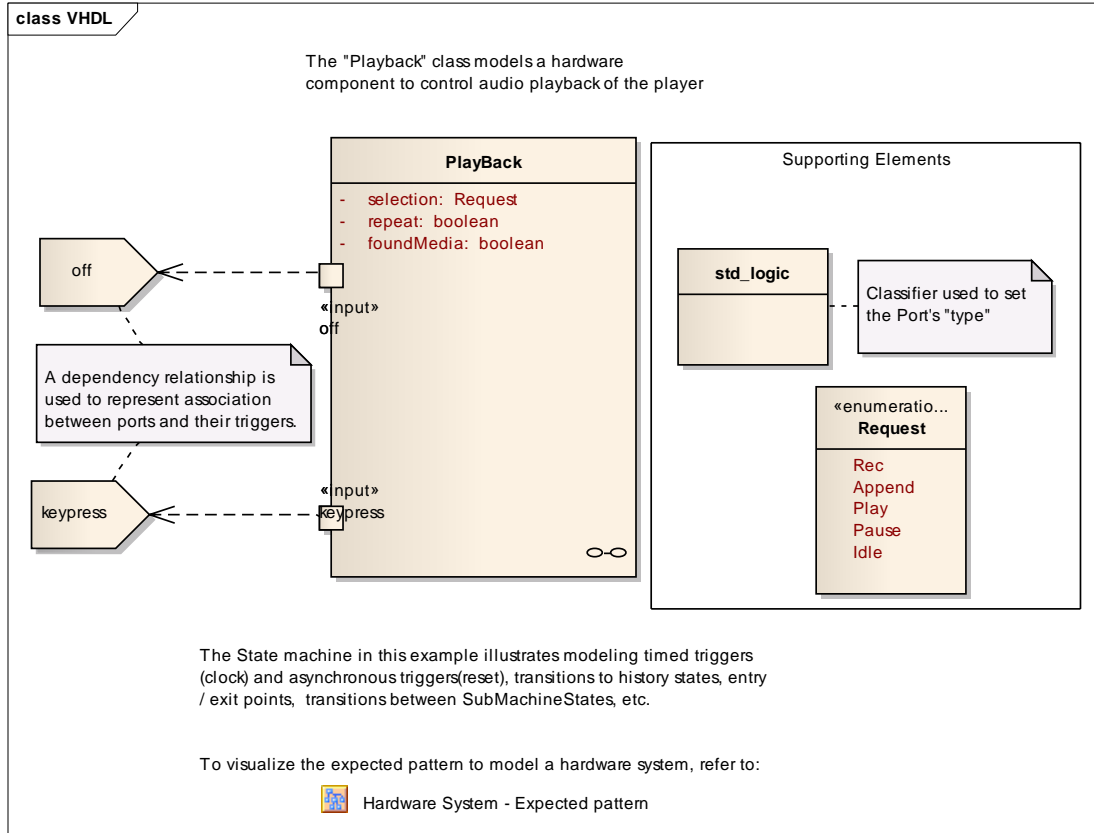 class VHDL
The "Playback" class models a hardware
component to control audio playback of the player
PlayBack
- selection: Request
- repeat: boolean
- foundMedia: boolean
«input»
off
«input»
keypress
off
A dependency relationship is
used to represent association
between ports and their triggers.
keypress
Supporting Elements
std_logic
Classifier used to set
the Port's "type"
«enumeratio...
Request
Rec
Append
Play
Pause
Idle
The State machine in this example illustrates modeling timed triggers
(clock) and asynchronous triggers(reset), transitions to history states, entry
/ exit points, transitions between SubMachineStates, etc.
To visualize the expected pattern to model a hardware system, refer to:
Hardware System - Expected pattern